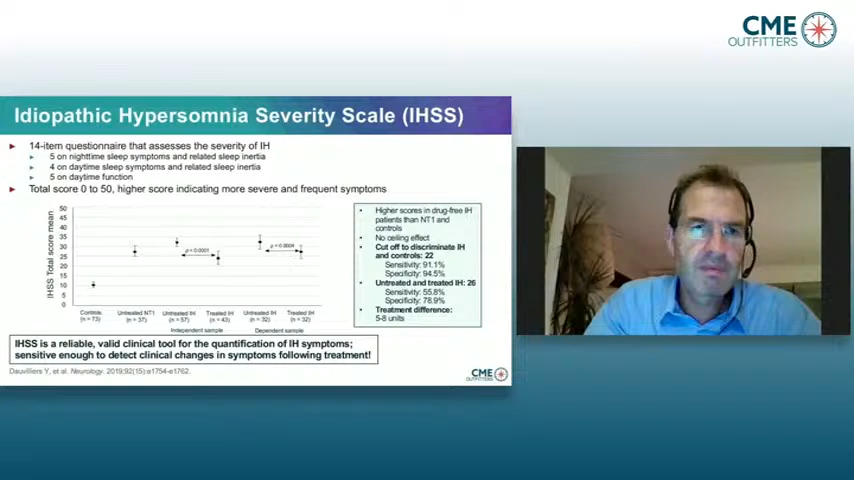 CME
OUTFITTERS
Idiopathic Hypersomnia Severity Scale (IHSS)
14-item questionnaire that assesses the severity of IH
5 on nighttime sleep symptoms and related sleep inertia
4 on daytime sleep symptoms and related sleep inertia
5 on daytime function
Total score 0 to 50, higher score indicating more severe and frequent symptoms
IHSS Total score mean
50
45
40
35
30
25
20
15
10
5
0
p < 0.0001
p = 0.0004
Controls
(n = 73)
Untreated NT1
(n = 37)
Untreated IH
(n = 57)
Treated IH
(n = 43)
Untreated IH
(n = 32)
Treated IH
(n = 32)
Independent sample
Dependent sample
• Higher scores in drug-free IH
patients than NT1 and
controls
• No ceiling effect
• Cut off to discriminate IH
and controls: 22
Sensitivity: 91.1%
Specificity: 94.5%
• Untreated and treated IH: 26
Sensitivity: 55.8%
Specificity: 78.9%
• Treatment difference:
5-8 units
IHSS is a reliable, valid clinical tool for the quantification of IH symptoms;
sensitive enough to detect clinical changes in symptoms following treatment!
Dauvilliers Y, et al. Neurology. 2019;92(15):e1754-e1762.
CME
OUTFITTERS